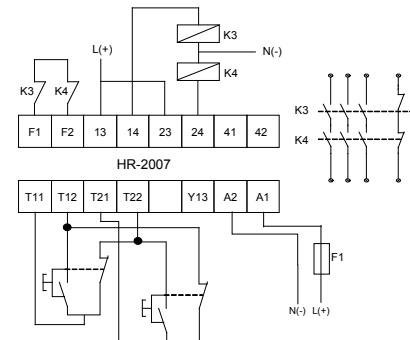 L(+)
K3
N(-)
K4
K3
K4
K3
K4
F1 F2 13 14 23 24 41 42
HR-2007
T11 T12 T21 T22 Y13 A2 A1
F1
N(-) L(+)